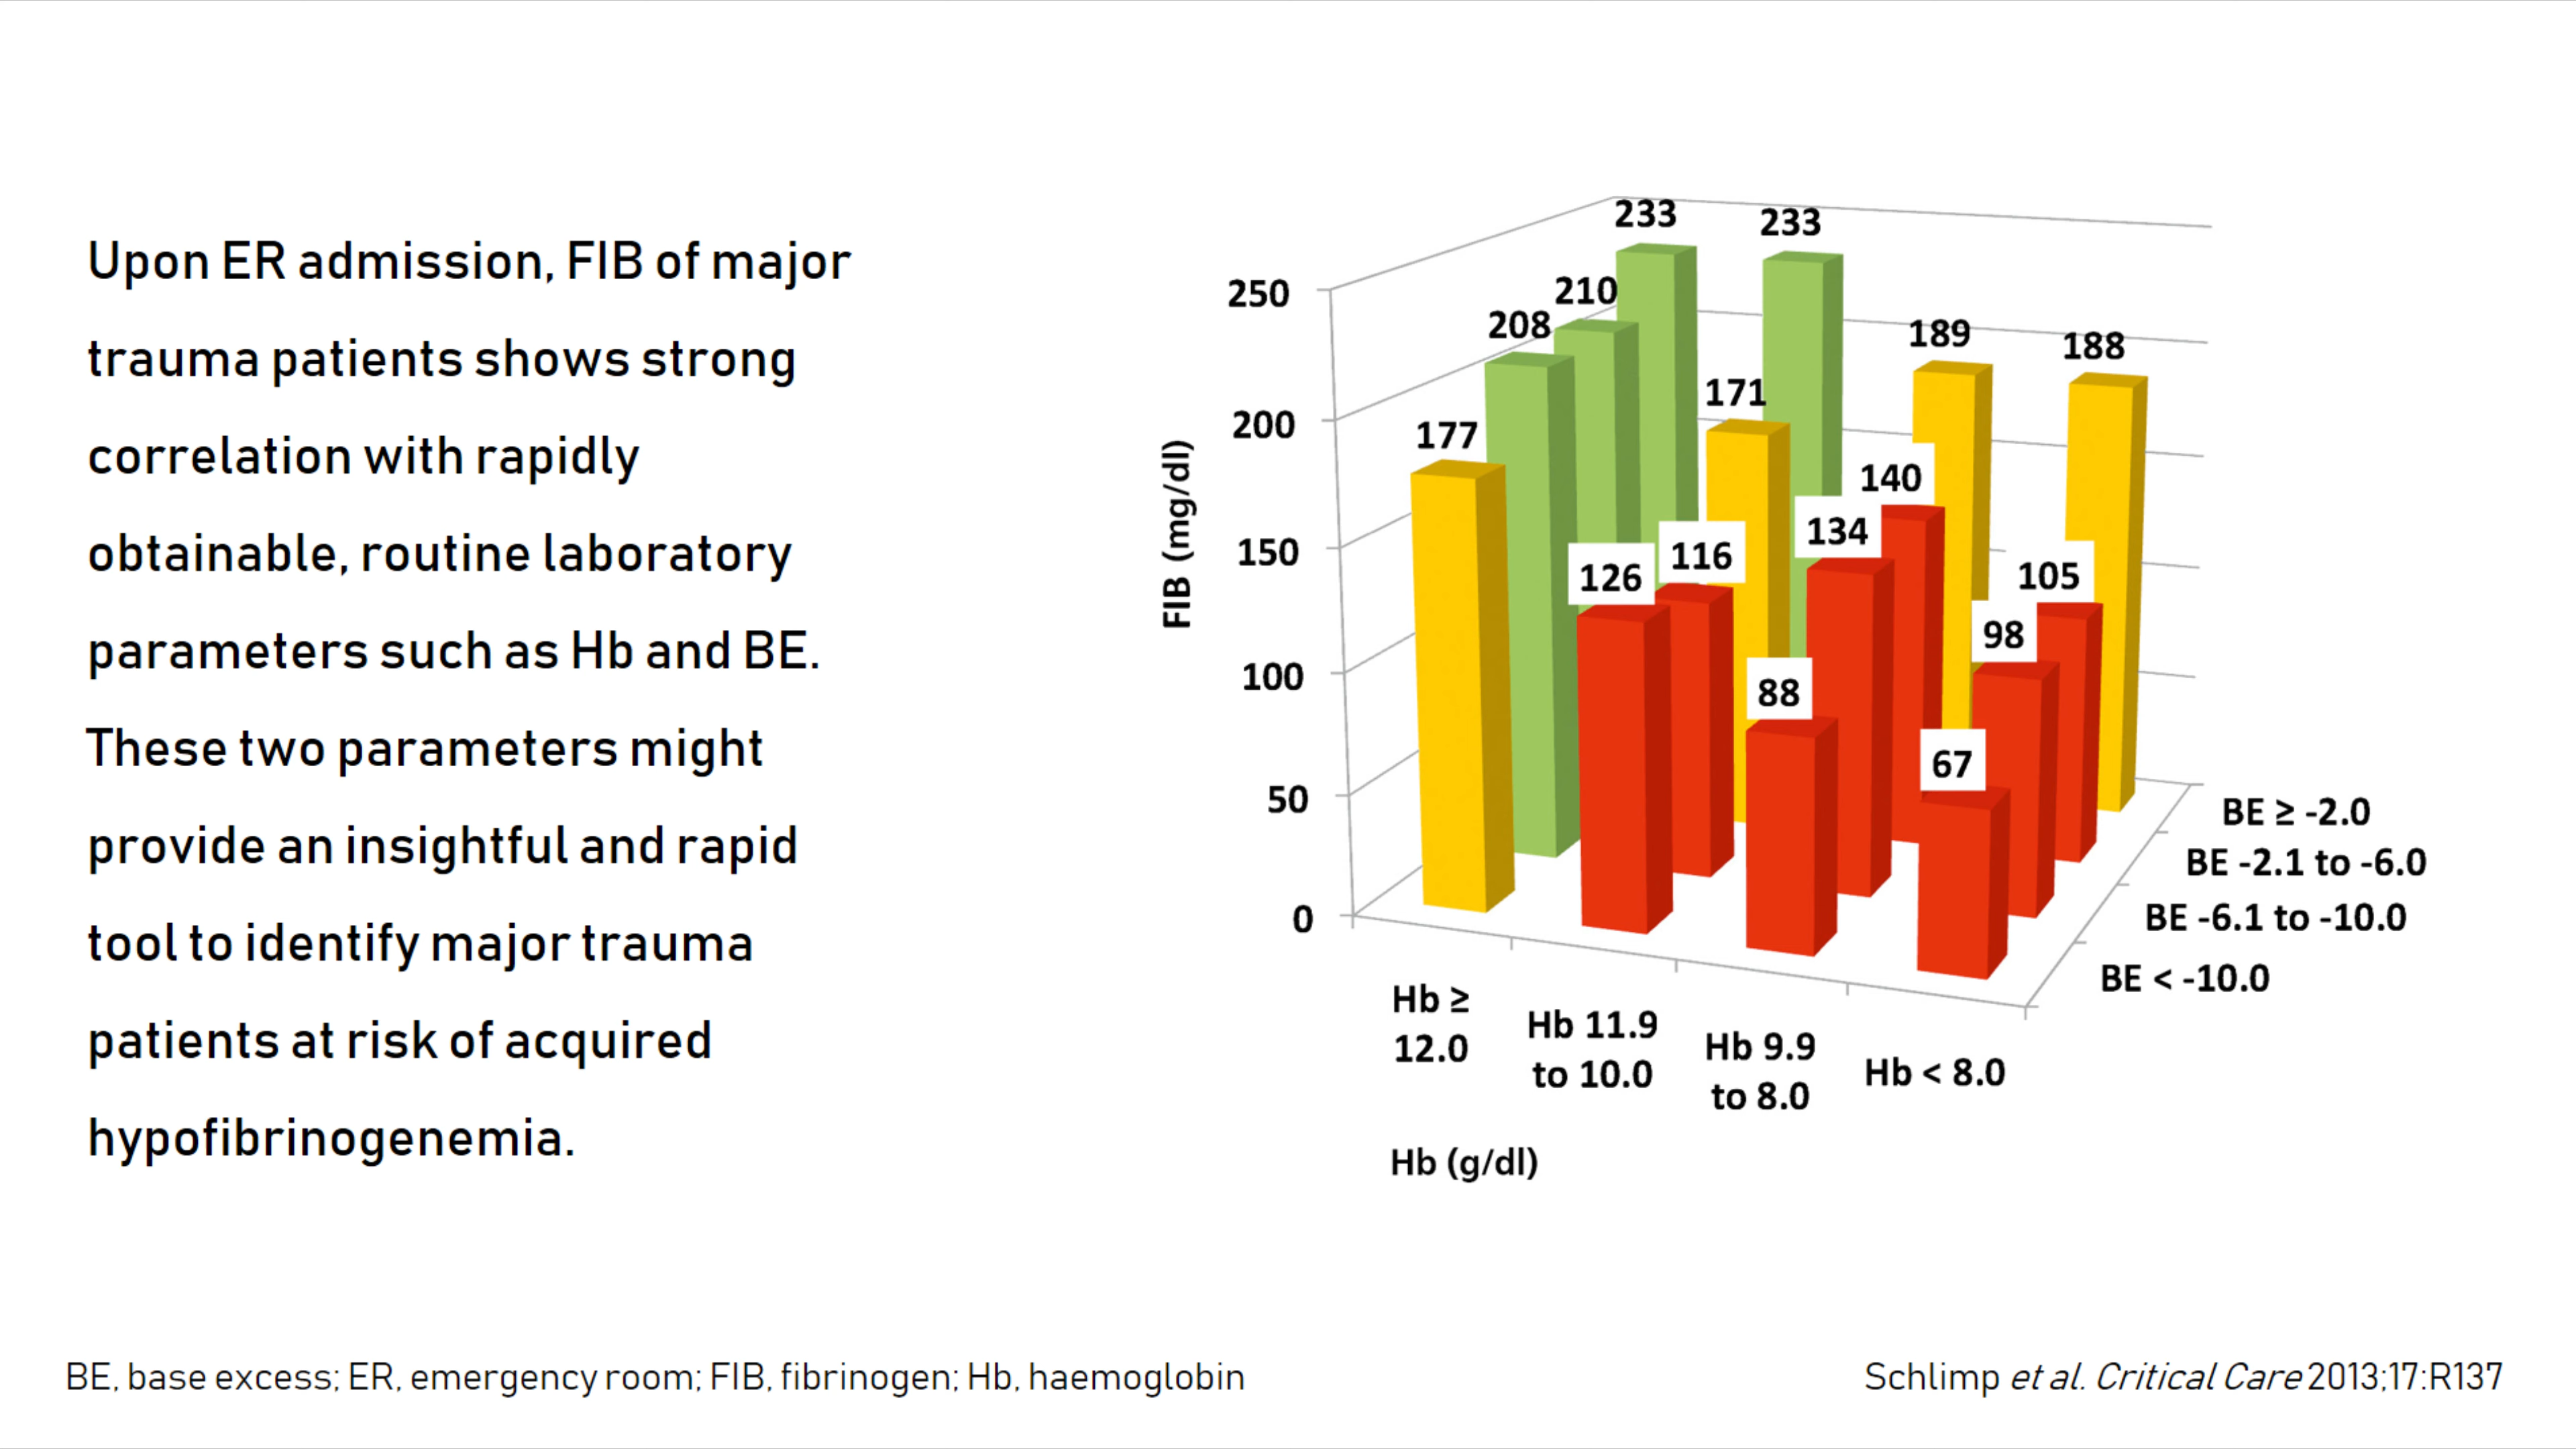 Upon ER admission, FIB of major
trauma patients shows strong
correlation with rapidly
obtainable, routine laboratory
parameters such as Hb and BE.
These two parameters might
provide an insightful and rapid
tool to identify major trauma
patients at risk of acquired
hypofibrinogenemia.
FIB (mg/dl)
250
200
150
100
50
0
233
233
210
208
189
188
177
171
140
134
126
116
105
98
88
67
BE ≥ -2.0
BE -2.1 to -6.0
BE -6.1 to -10.0
BE < -10.0
Hb ≥
12.0
Hb 11.9
to 10.0
Hb 9.9
to 8.0
Hb < 8.0
Hb (g/dl)
BE, base excess; ER, emergency room; FIB, fibrinogen; Hb, haemoglobin
Schlimp et al. Critical Care 2013;17:R137